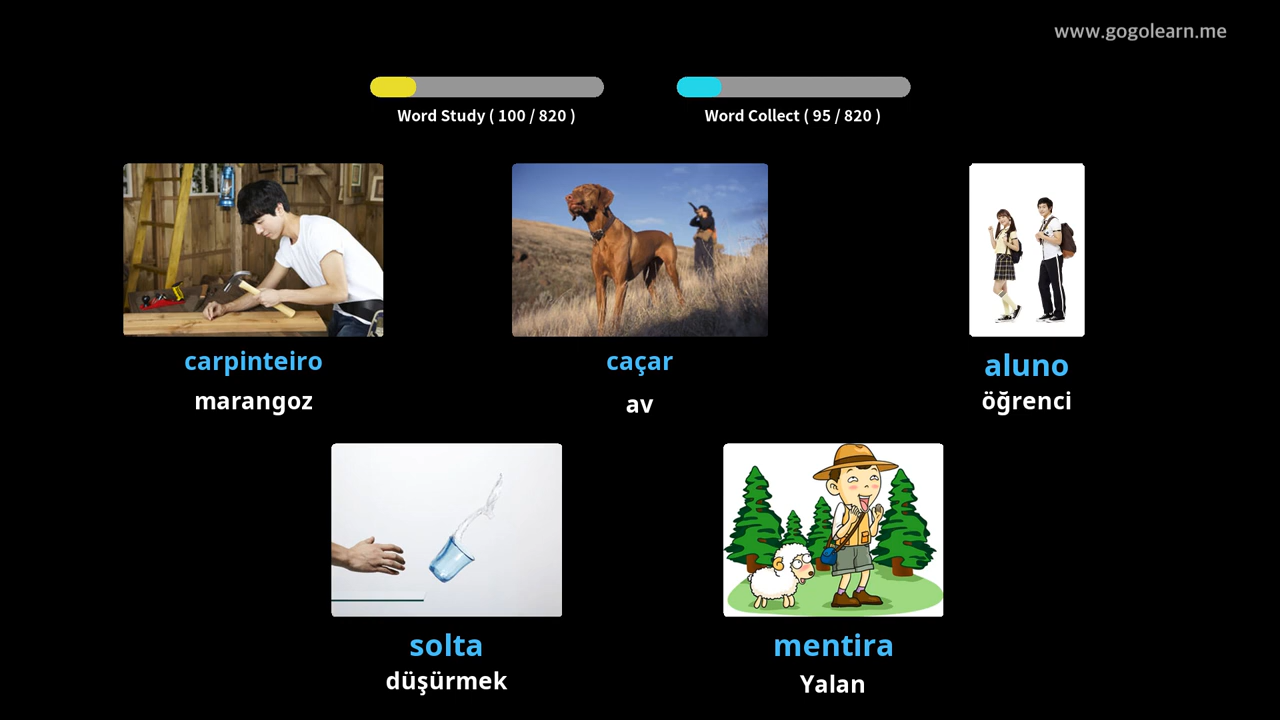 www.gogolearn.me
Word Study ( 100 / 820 )
Word Collect ( 95 / 820 )
carpinteiro
marangoz
caçar
av
aluno
öğrenci
solta
düşürmek
mentira
Yalan